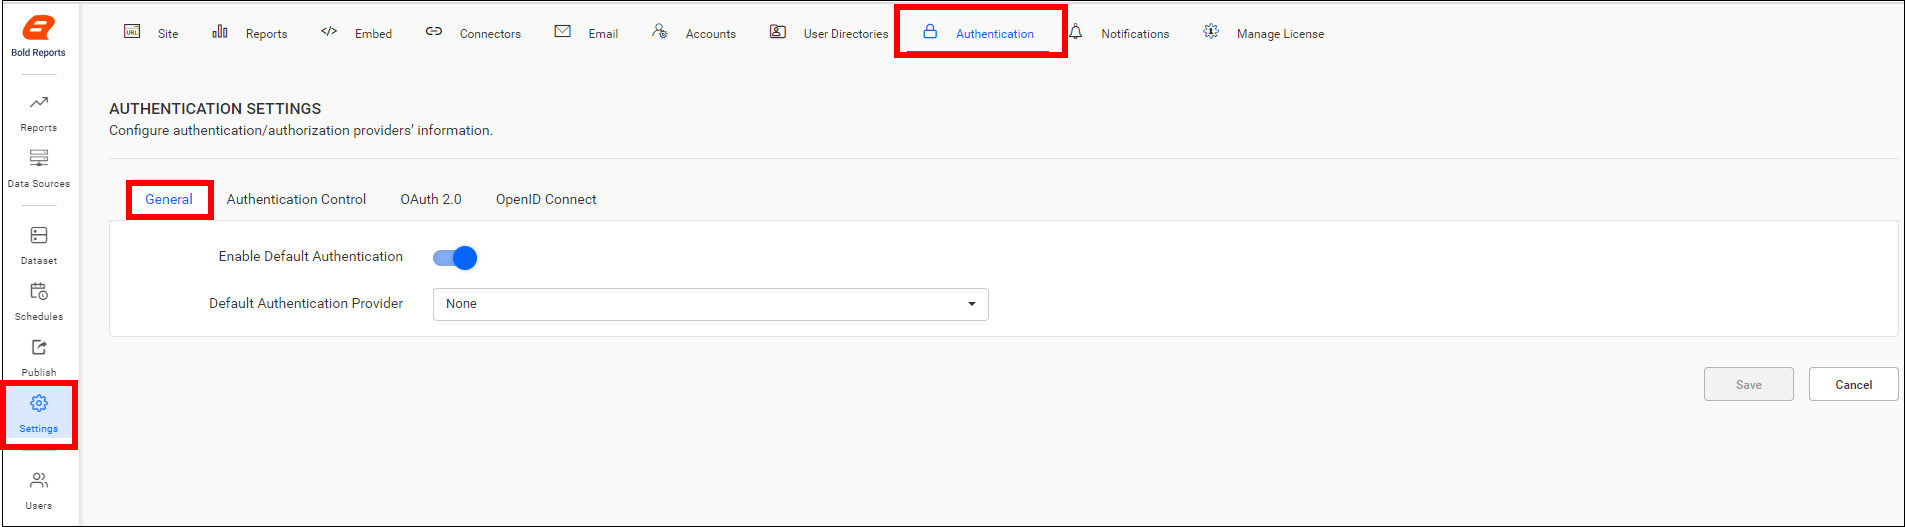 Bold Reports
Reports
Data Sources
Dataset
Schedules
Publish
Settings
Users
URL Site Reports </> Embed Connectors Email Accounts User Directories Authentication Notifications Manage License
AUTHENTICATION SETTINGS
Configure authentication/authorization providers’ information.
General Authentication Control OAuth 2.0 OpenID Connect
Enable Default Authentication
Default Authentication Provider None
Save Cancel